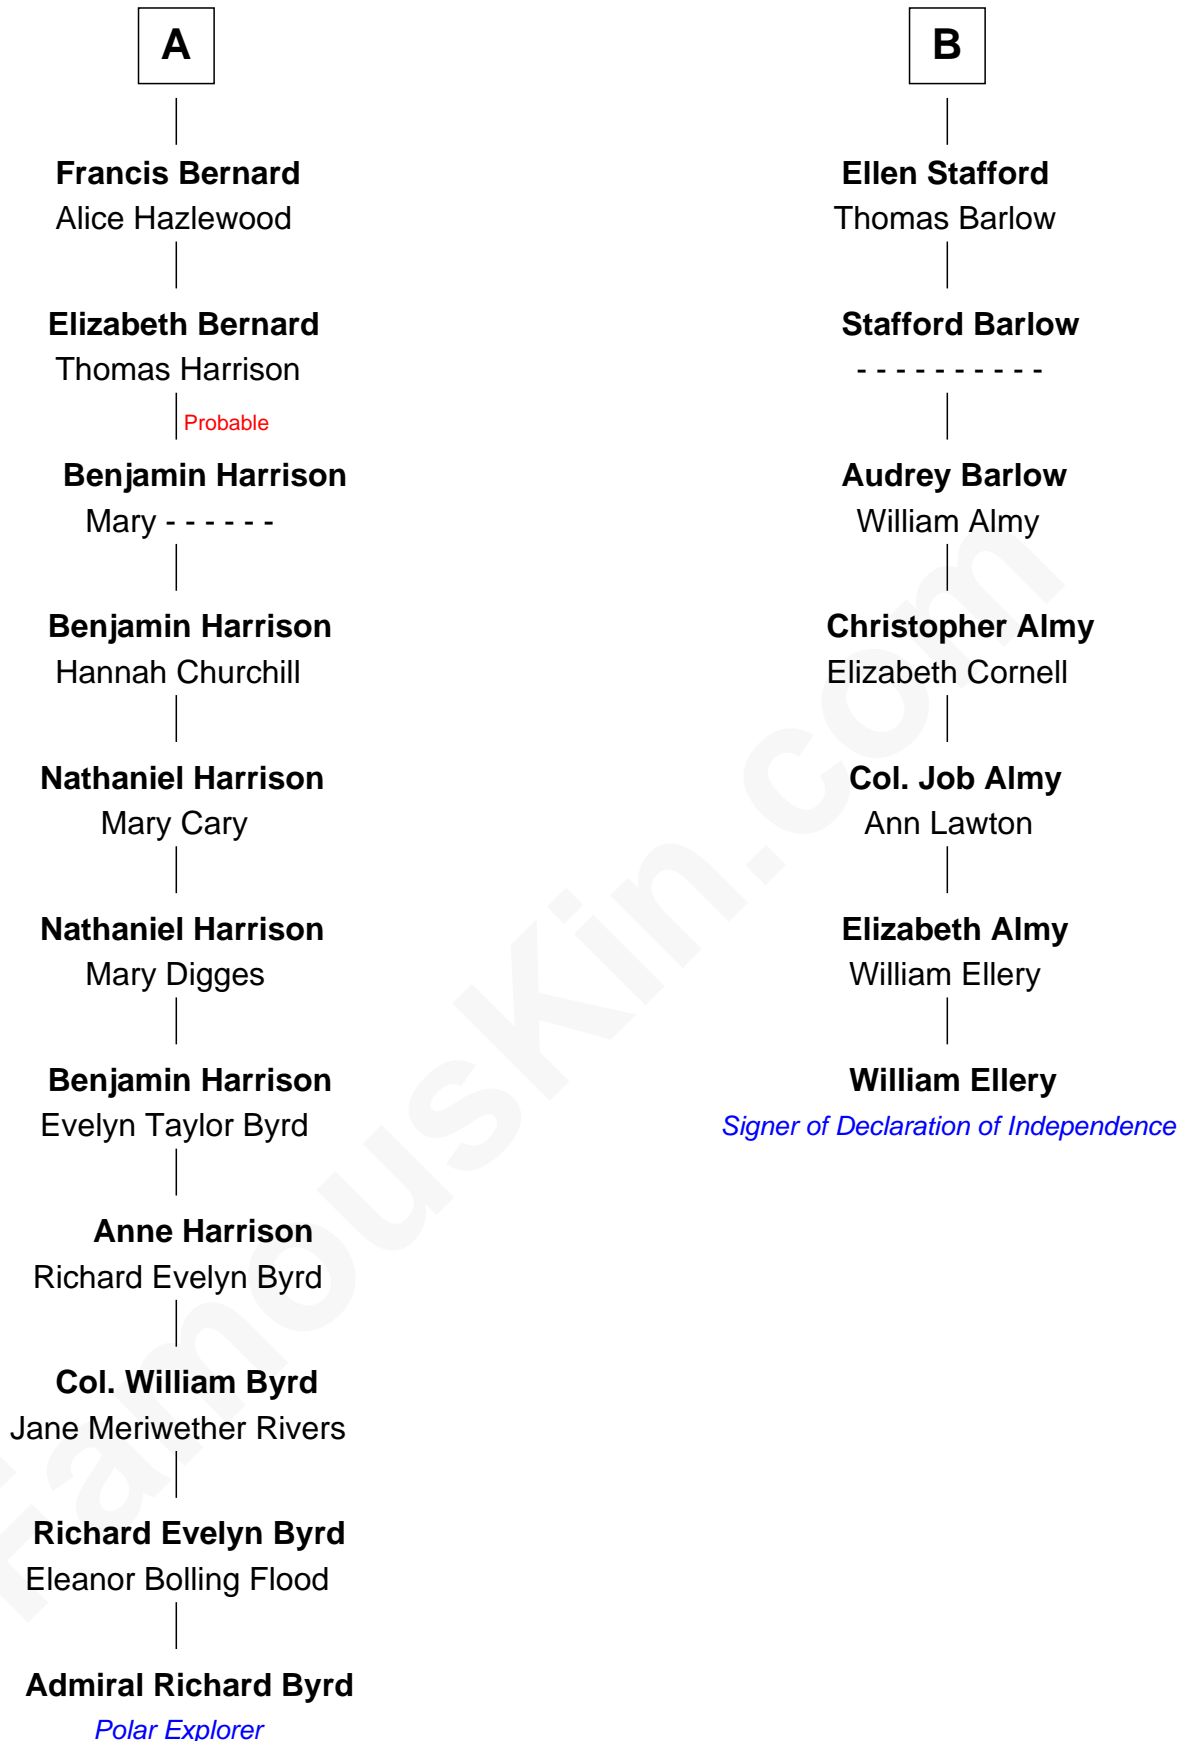 A
Francis Bernard
Alice Hazlewood
Elizabeth Bernard
Thomas Harrison
Probable
Benjamin Harrison
Mary - - - - - -
Benjamin Harrison
Hannah Churchill
Nathaniel Harrison
Mary Cary
Nathaniel Harrison
Mary Digges
Benjamin Harrison
Evelyn Taylor Byrd
Anne Harrison
Richard Evelyn Byrd
Col. William Byrd
Jane Meriwether Rivers
Richard Evelyn Byrd
Eleanor Bolling Flood
Admiral Richard Byrd
Polar Explorer
B
Ellen Stafford
Thomas Barlow
Stafford Barlow
- - - - - - - - - -
Audrey Barlow
William Almy
Christopher Almy
Elizabeth Cornell
Col. Job Almy
Ann Lawton
Elizabeth Almy
William Ellery
William Ellery
Signer of Declaration of Independence
FamousKin.com